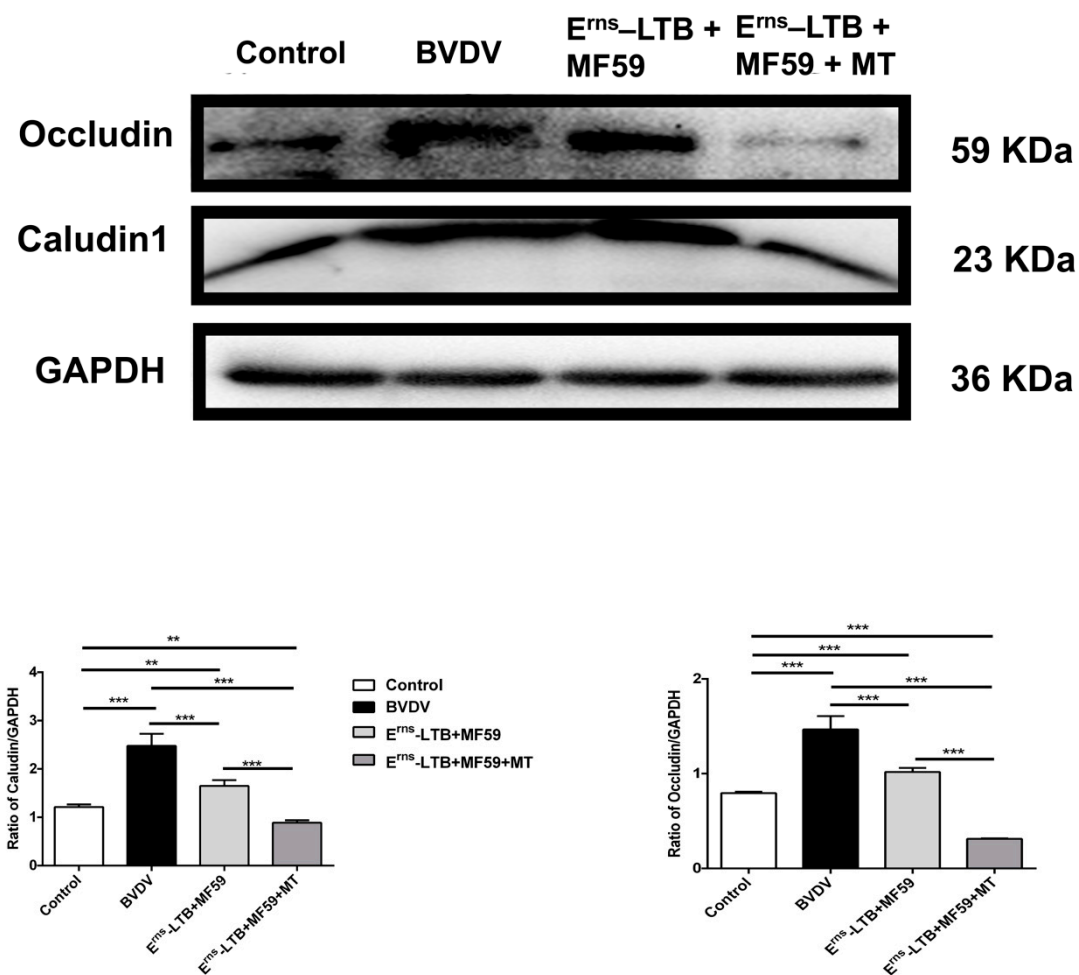 Control
BVDV
Eʳⁿˢ–LTB +
MF59
Eʳⁿˢ–LTB +
MF59 + MT
Occludin
59 KDa
Caludin1
23 KDa
GAPDH
36 KDa
**
**
***
***
***
***
Ratio of Caludin/GAPDH
4
3
2
1
0
Control
BVDV
Eʳⁿˢ-LTB+MF59
Eʳⁿˢ-LTB+MF59+MT
Control
BVDV
Eʳⁿˢ-LTB+MF59
Eʳⁿˢ-LTB+MF59+MT
***
***
***
***
***
***
Ratio of Occludin/GAPDH
2
1
0
Control
BVDV
Eʳⁿˢ-LTB+MF59
Eʳⁿˢ-LTB+MF59+MT